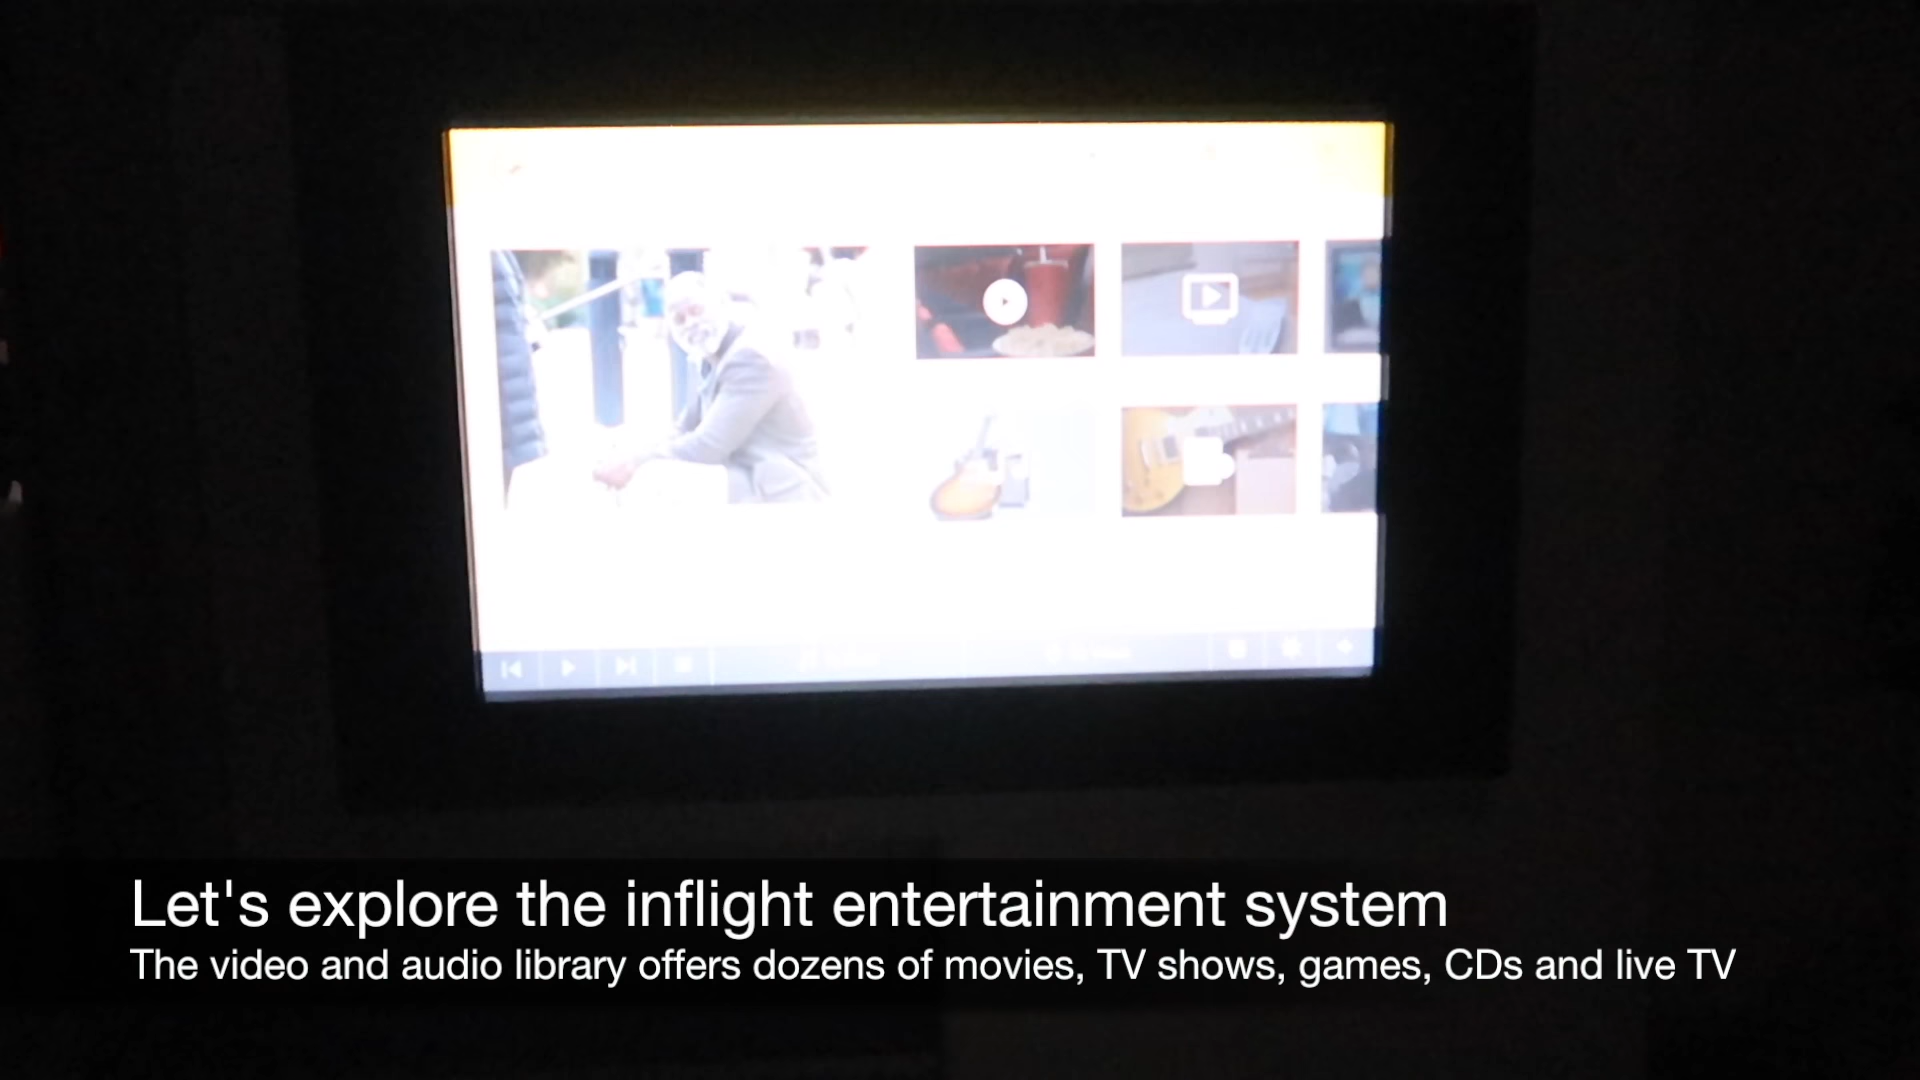 Let's explore the inflight entertainment system
The video and audio library offers dozens of movies, TV shows, games, CDs and live TV